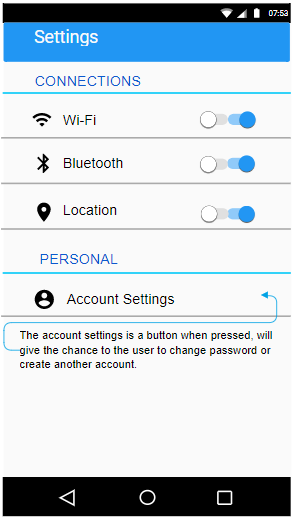 07:53
Settings
CONNECTIONS
Wi-Fi
Bluetooth
Location
PERSONAL
Account Settings
The account settings is a button when pressed, will
give the chance to the user to change password or
create another account.